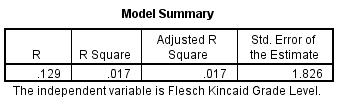 Model Summary
R R Square Adjusted R Square Std. Error of the Estimate
.129 .017 .017 1.826
The independent variable is Flesch Kincaid Grade Level.